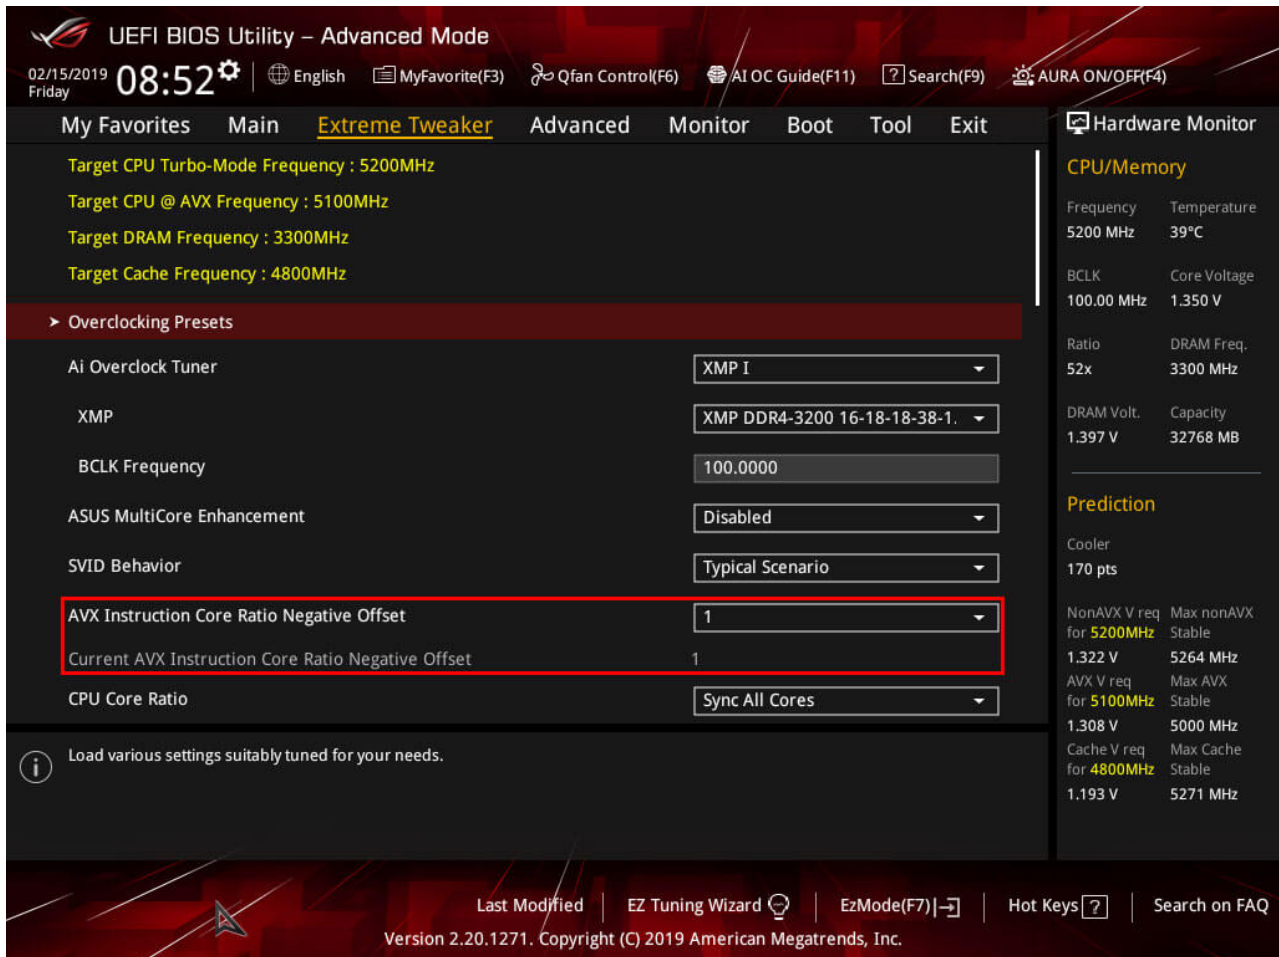 UEFI BIOS Utility – Advanced Mode
02/15/2019 Friday 08:52 English MyFavorite(F3) Qfan Control(F6) AI OC Guide(F11) ? Search(F9) AURA ON/OFF(F4)
My Favorites Main Extreme Tweaker Advanced Monitor Boot Tool Exit
Target CPU Turbo-Mode Frequency : 5200MHz
Target CPU @ AVX Frequency : 5100MHz
Target DRAM Frequency : 3300MHz
Target Cache Frequency : 4800MHz
Overclocking Presets
Ai Overclock Tuner XMP I
XMP XMP DDR4-3200 16-18-18-38-1.
BCLK Frequency 100.0000
ASUS MultiCore Enhancement Disabled
SVID Behavior Typical Scenario
AVX Instruction Core Ratio Negative Offset 1
Current AVX Instruction Core Ratio Negative Offset 1
CPU Core Ratio Sync All Cores
i Load various settings suitably tuned for your needs.
Hardware Monitor
CPU/Memory
Frequency Temperature
5200 MHz 39°C
BCLK Core Voltage
100.00 MHz 1.350 V
Ratio DRAM Freq.
52x 3300 MHz
DRAM Volt. Capacity
1.397 V 32768 MB
Prediction
Cooler
170 pts
NonAVX V req Max nonAVX
for 5200MHz Stable
1.322 V 5264 MHz
AVX V req Max AVX
for 5100MHz Stable
1.308 V 5000 MHz
Cache V req Max Cache
for 4800MHz Stable
1.193 V 5271 MHz
Last Modified EZ Tuning Wizard EzMode(F7) Hot Keys ? Search on FAQ
Version 2.20.1271. Copyright (C) 2019 American Megatrends, Inc.